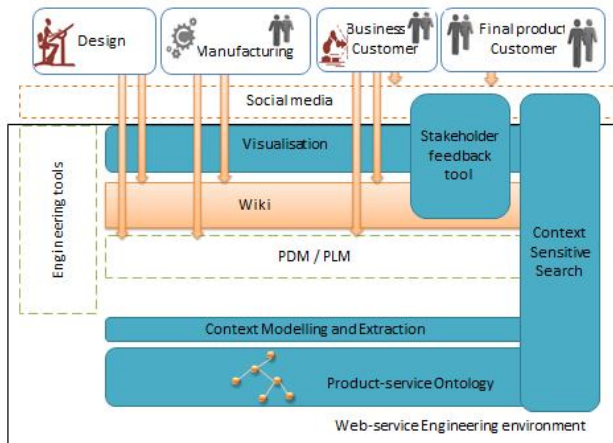 Design
Manufacturing
Business
Customer
Final product
Customer
Social media
Visualisation
Stakeholder
feedback
tool
Engineering tools
Wiki
Context
Sensitive
Search
PDM / PLM
Context Modelling and Extraction
Product-service Ontology
Web-service Engineering environment